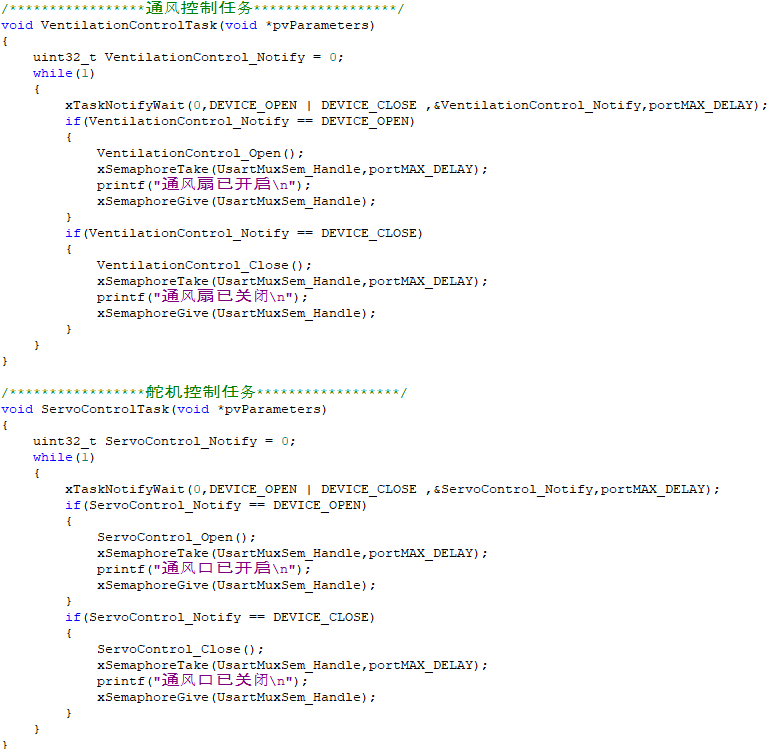 /*****************通风控制任务******************/
void VentilationControlTask(void *pvParameters)
{
    uint32_t VentilationControl_Notify = 0;
    while(1)
    {
        xTaskNotifyWait(0,DEVICE_OPEN | DEVICE_CLOSE ,&VentilationControl_Notify,portMAX_DELAY);
        if(VentilationControl_Notify == DEVICE_OPEN)
        {
            VentilationControl_Open();
            xSemaphoreTake(UsartMuxSem_Handle,portMAX_DELAY);
            printf("通风扇已开启\n");
            xSemaphoreGive(UsartMuxSem_Handle);
        }
        if(VentilationControl_Notify == DEVICE_CLOSE)
        {
            VentilationControl_Close();
            xSemaphoreTake(UsartMuxSem_Handle,portMAX_DELAY);
            printf("通风扇已关闭\n");
            xSemaphoreGive(UsartMuxSem_Handle);
        }
    }
}
/*****************舵机控制任务******************/
void ServoControlTask(void *pvParameters)
{
    uint32_t ServoControl_Notify = 0;
    while(1)
    {
        xTaskNotifyWait(0,DEVICE_OPEN | DEVICE_CLOSE ,&ServoControl_Notify,portMAX_DELAY);
        if(ServoControl_Notify == DEVICE_OPEN)
        {
            ServoControl_Open();
            xSemaphoreTake(UsartMuxSem_Handle,portMAX_DELAY);
            printf("通风口已开启\n");
            xSemaphoreGive(UsartMuxSem_Handle);
        }
        if(ServoControl_Notify == DEVICE_CLOSE)
        {
            ServoControl_Close();
            xSemaphoreTake(UsartMuxSem_Handle,portMAX_DELAY);
            printf("通风口已关闭\n");
            xSemaphoreGive(UsartMuxSem_Handle);
        }
    }
}